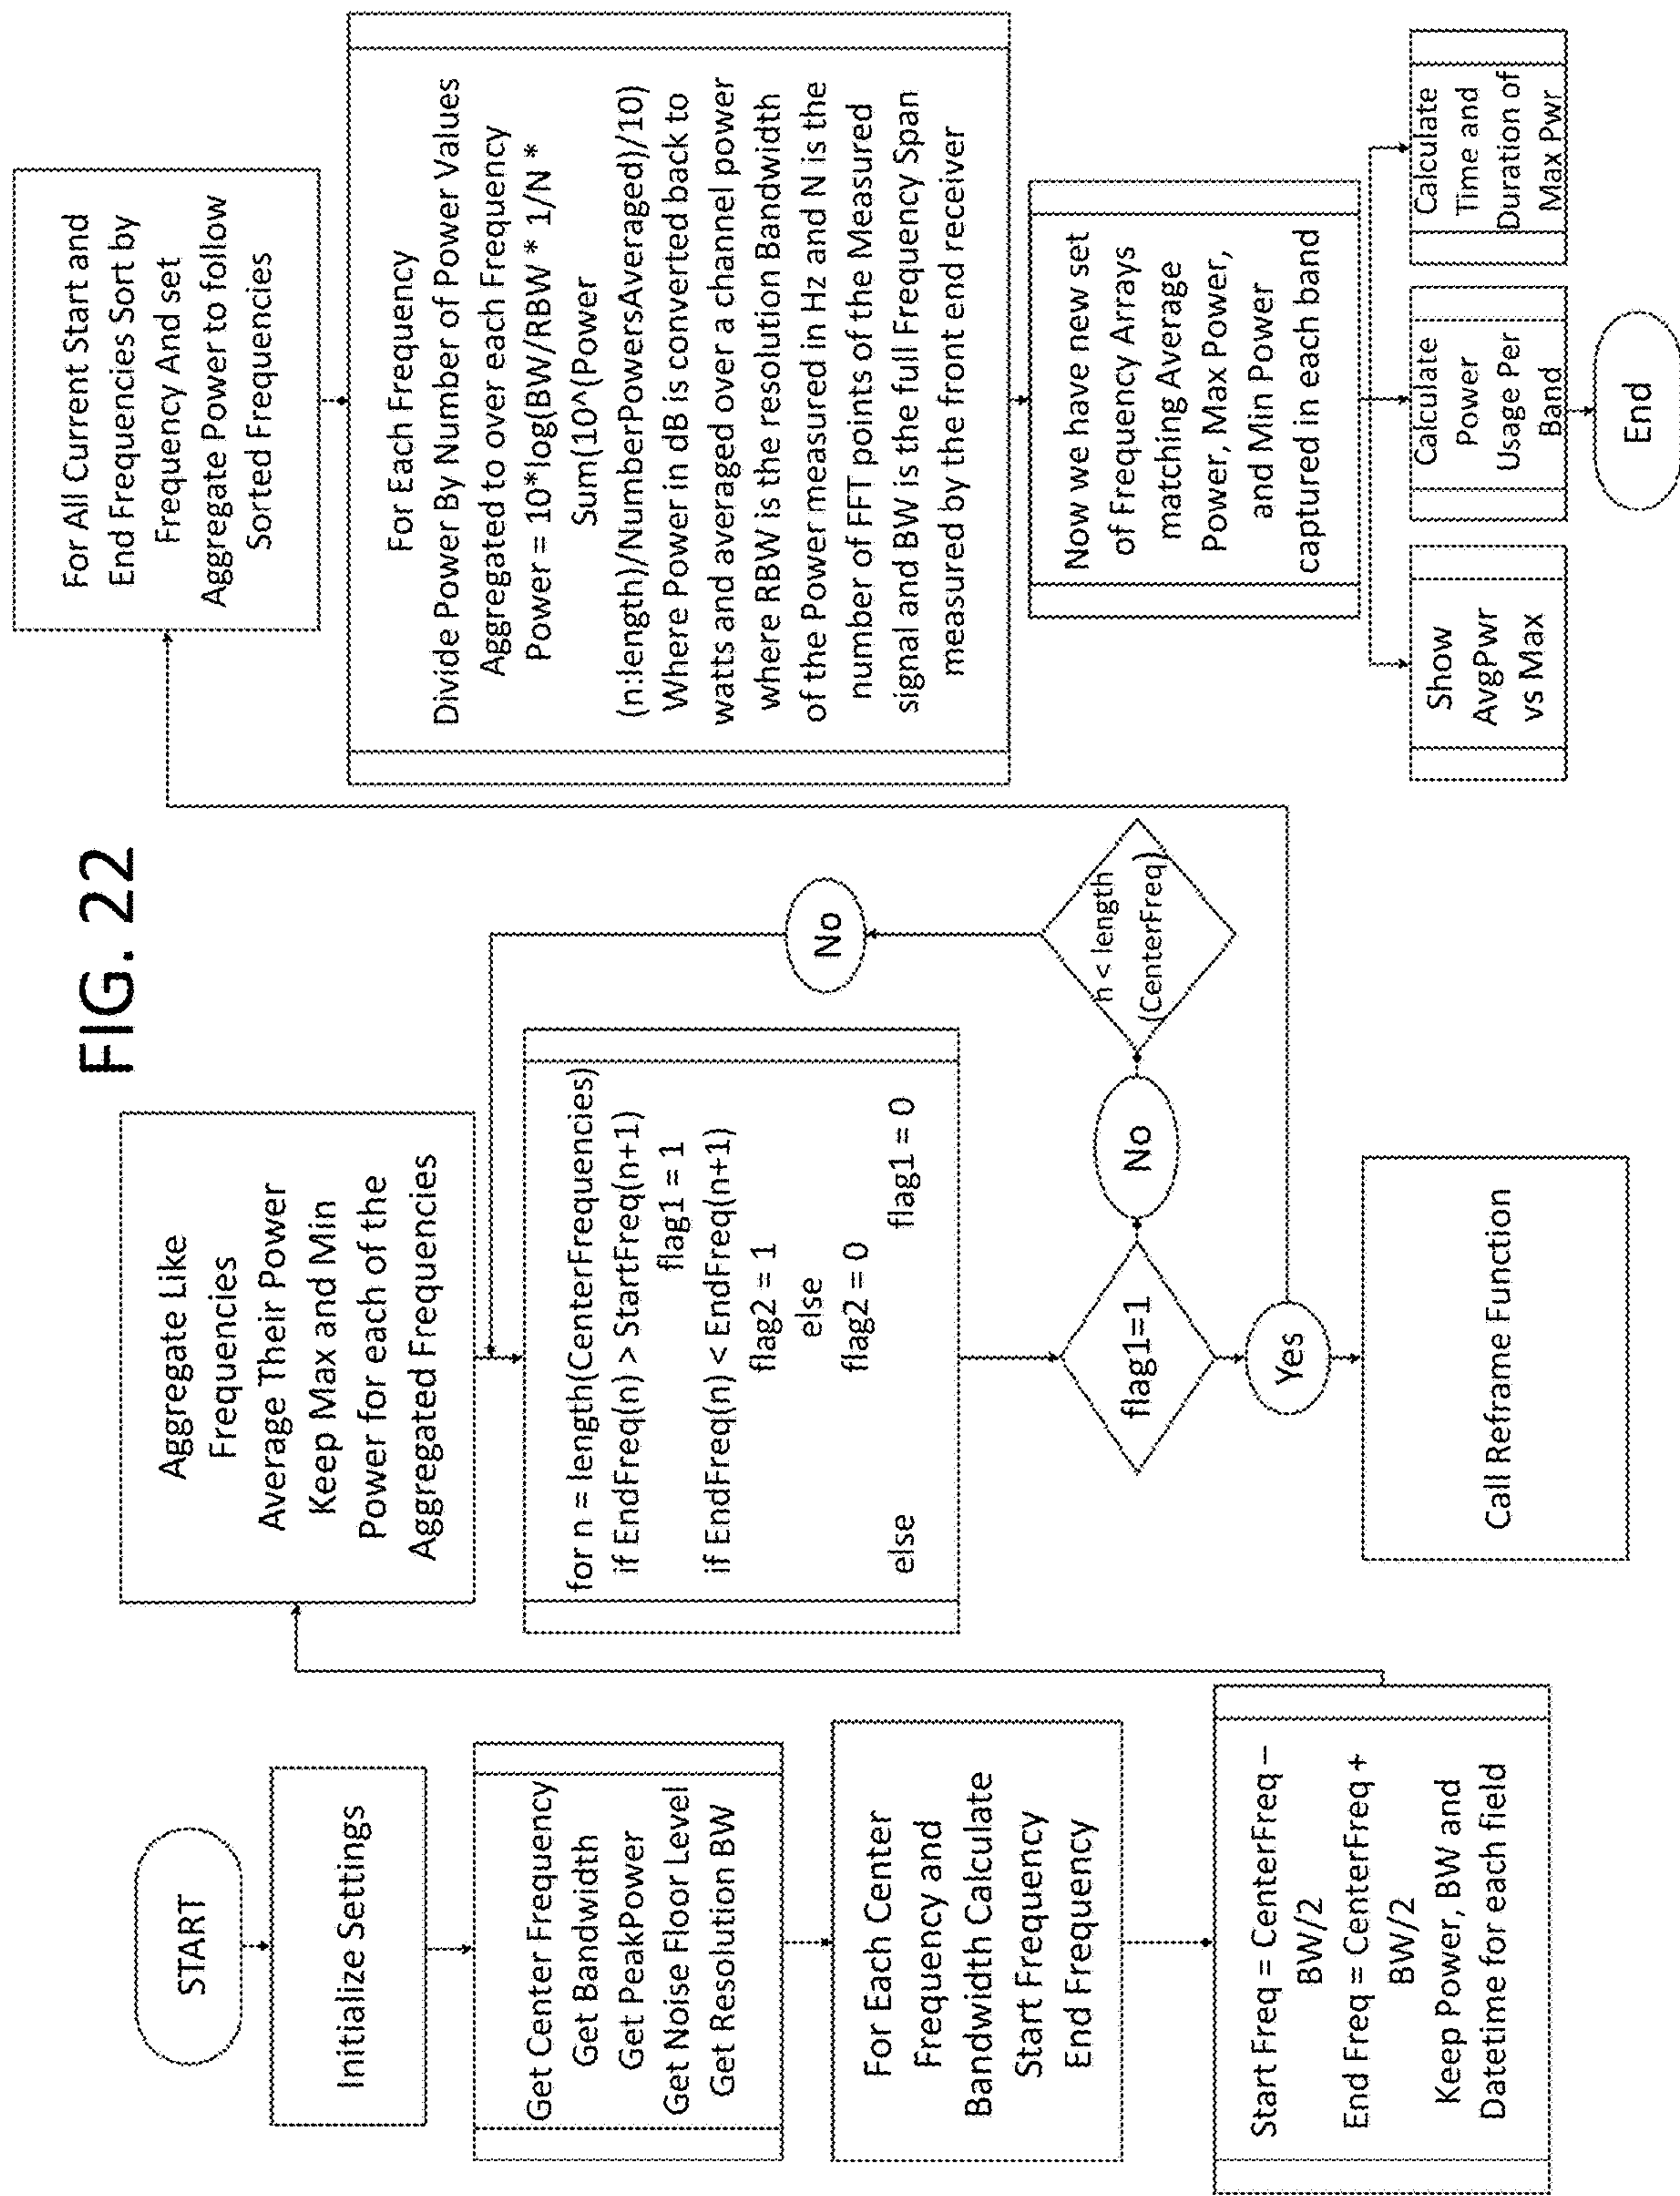 FIG. 22
START
Initialize Settings
Get Center Frequency
Get Bandwidth
Get PeakPower
Get Noise Floor Level
Get Resolution BW
For Each Center
Frequency and
Bandwidth Calculate
Start Frequency
End Frequency
Start Freq = CenterFreq –
BW/2
End Freq = CenterFreq +
BW/2
Keep Power, BW and
Datetime for each field
Aggregate Like
Frequencies
Average Their Power
Keep Max and Min
Power for each of the
Aggregated Frequencies
for n = length(CenterFrequencies)
if EndFreq(n) > StartFreq(n+1)
flag1 = 1
if EndFreq(n) < EndFreq(n+1)
flag2 = 1
else
flag2 = 0
else flag1 = 0
flag1=1
No
n < length
(CenterFreq)
No
Yes
Call Reframe Function
For All Current Start and
End Frequencies Sort by
Frequency And set
Aggregate Power to follow
Sorted Frequencies
For Each Frequency
Divide Power By Number of Power Values
Aggregated to over each Frequency
Power = 10*log(BW/RBW * 1/N *
Sum(10^(Power
(n:length)/NumberPowersAveraged)/10)
Where Power in dB is converted back to
watts and averaged over a channel power
where RBW is the resolution Bandwidth
of the Power measured in Hz and N is the
number of FFT points of the Measured
signal and BW is the full Frequency Span
measured by the front end receiver
Now we have new set
of Frequency Arrays
matching Average
Power, Max Power,
and Min Power
captured in each band
Show
AvgPwr
vs Max
Calculate
Power
Usage Per
Band
Calculate
Time and
Duration of
Max Pwr
End